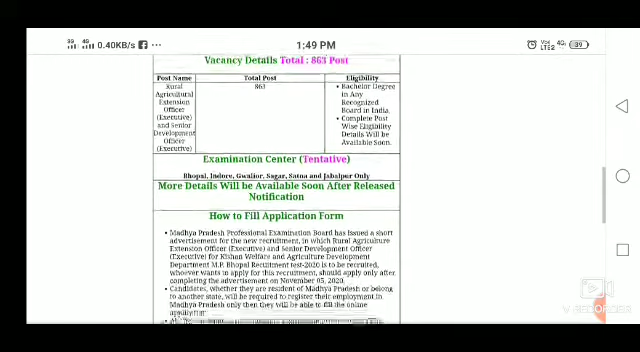 0.40KB/s ... 1:49 PM Vo) LTE2 4G 39
Vacancy Details Total : 863 Post
Post Name Total Post Eligibility
Rural Agricultural Extension Officer (Executive) and Senior Development Officer (Executive)
863
• Bachelor Degree in Any Recognized Board in India.
• Complete Post Wise Eligibility Details Will be Available Soon.
Examination Center (Tentative)
Bhopal, Indore, Gwalior, Sagar, Satna and Jabalpur Only
More Details Will be Available Soon After Released
Notification
How to Fill Application Form
• Madhya Pradesh Professional Examination Board has issued a short
advertisement for the new recruitment, in which Rural Agriculture
Extension Officer (Executive) and Senior Development Officer
(Executive) for Kishan Welfare and Agriculture Development
Department M.P. Bhopal Recruitment test-2020 is to be recruited,
whoever wants to apply for this recruitment, should apply only after
completing the advertisement on November 05, 2020.
• Candidates, whether they are resident of Madhya Pradesh or belong
to another state, will be required to register their employment in
Madhya Pradesh only then they will be able to fill the online